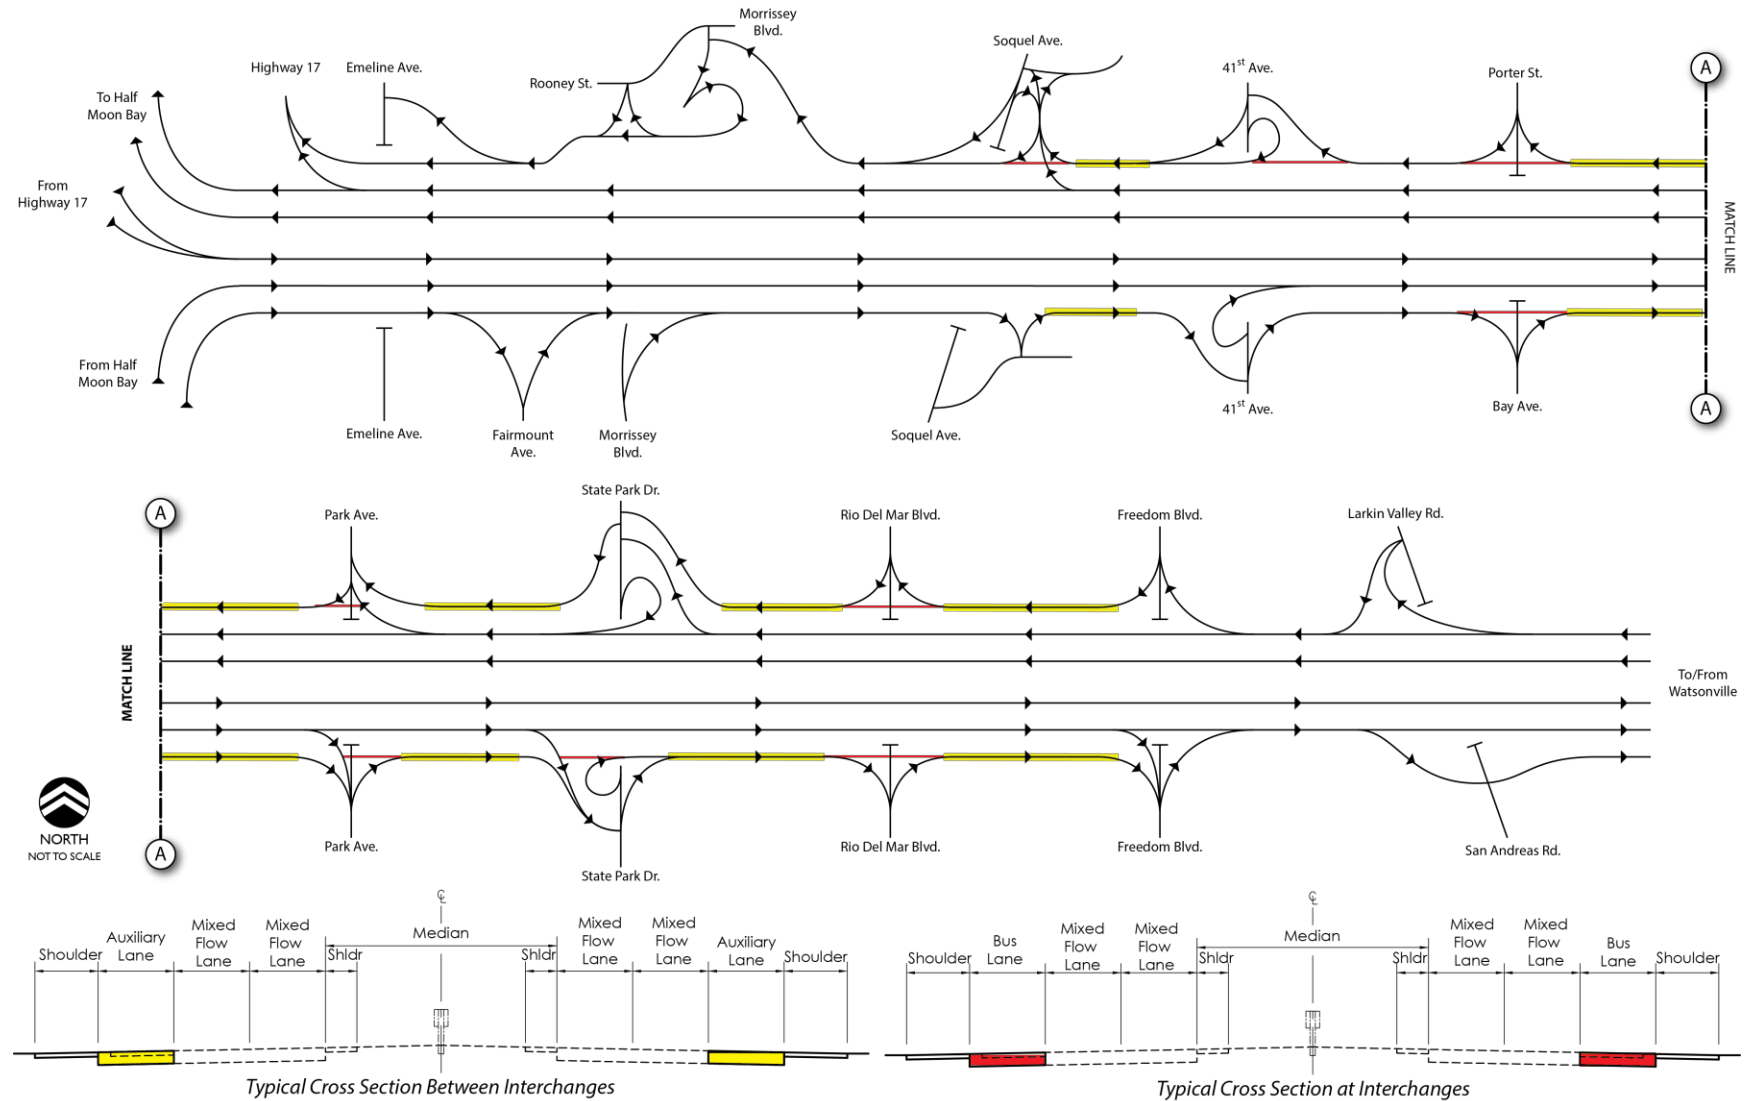 Morrissey
Blvd.
Soquel Ave.
Highway 17
Emeline Ave.
41st Ave.
Porter St.
Rooney St.
To Half
Moon Bay
A
From
Highway 17
MATCH LINE
From Half
Moon Bay
A
Emeline Ave.
Fairmount
Ave.
Morrissey
Blvd.
Soquel Ave.
41st Ave.
Bay Ave.
State Park Dr.
A
Park Ave.
Rio Del Mar Blvd.
Freedom Blvd.
Larkin Valley Rd.
MATCH LINE
To/From
Watsonville
NORTH
NOT TO SCALE
A
Park Ave.
State Park Dr.
Rio Del Mar Blvd.
Freedom Blvd.
San Andreas Rd.
Shoulder
Auxiliary
Lane
Mixed
Flow
Lane
Mixed
Flow
Lane
Shldr
Median
℄
Shldr
Mixed
Flow
Lane
Mixed
Flow
Lane
Auxiliary
Lane
Shoulder
Typical Cross Section Between Interchanges
Shoulder
Bus
Lane
Mixed
Flow
Lane
Mixed
Flow
Lane
Shldr
Median
℄
Shldr
Mixed
Flow
Lane
Mixed
Flow
Lane
Bus
Lane
Shoulder
Typical Cross Section at Interchanges